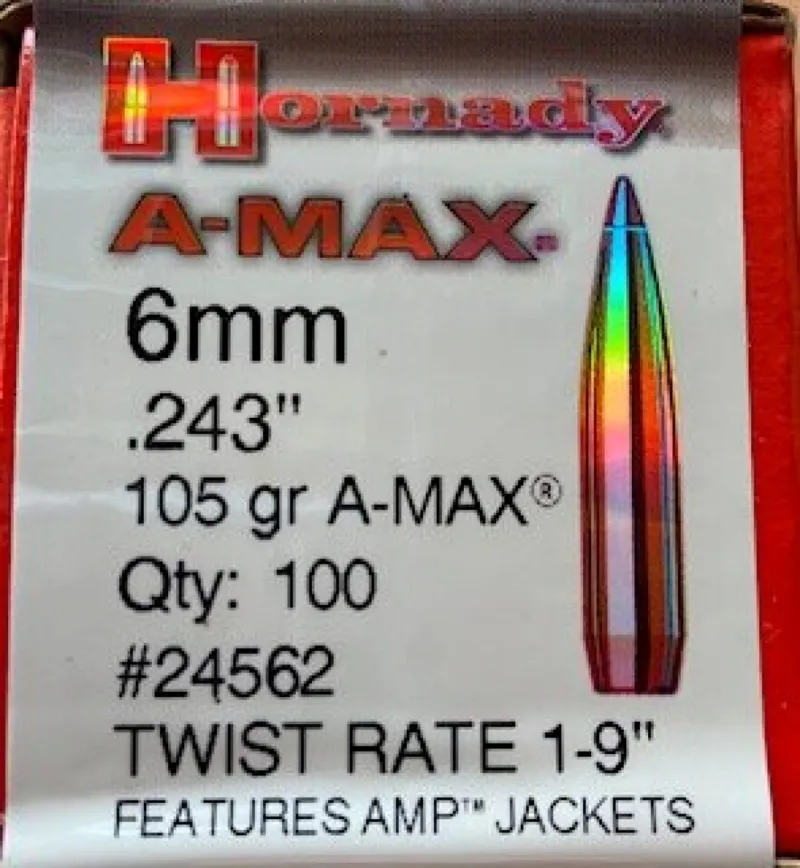 Hornady
A-MAX®
6mm
.243"
105 gr A-MAX®
Qty: 100
#24562
TWIST RATE 1-9"
FEATURES AMP™ JACKETS